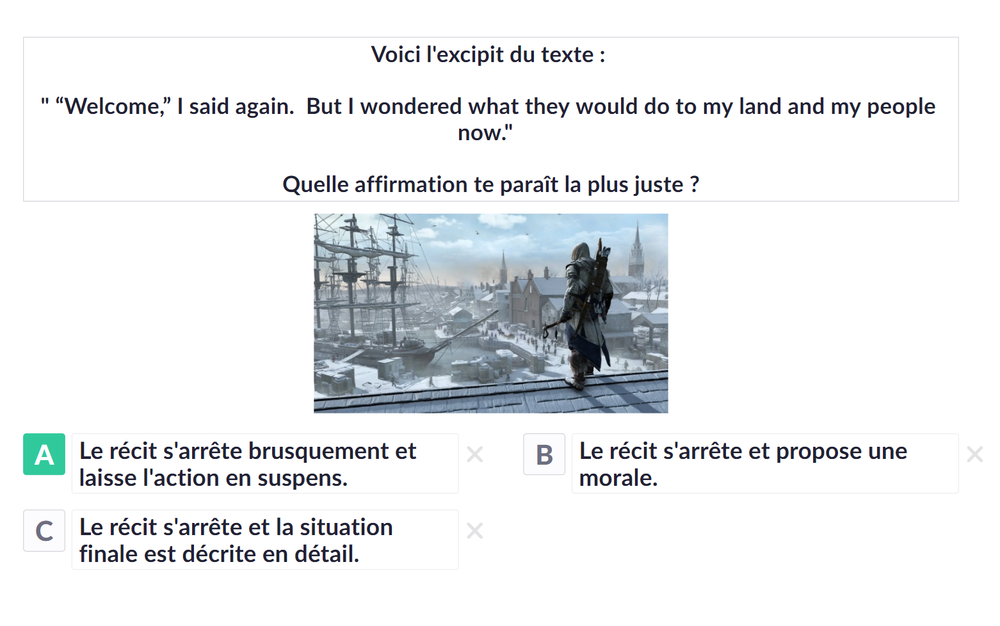 Voici l'excipit du texte :
" “Welcome,” I said again.  But I wondered what they would do to my land and my people
now."
Quelle affirmation te paraît la plus juste ?
A
Le récit s'arrête brusquement et
laisse l'action en suspens.
B
Le récit s'arrête et propose une
morale.
C
Le récit s'arrête et la situation
finale est décrite en détail.